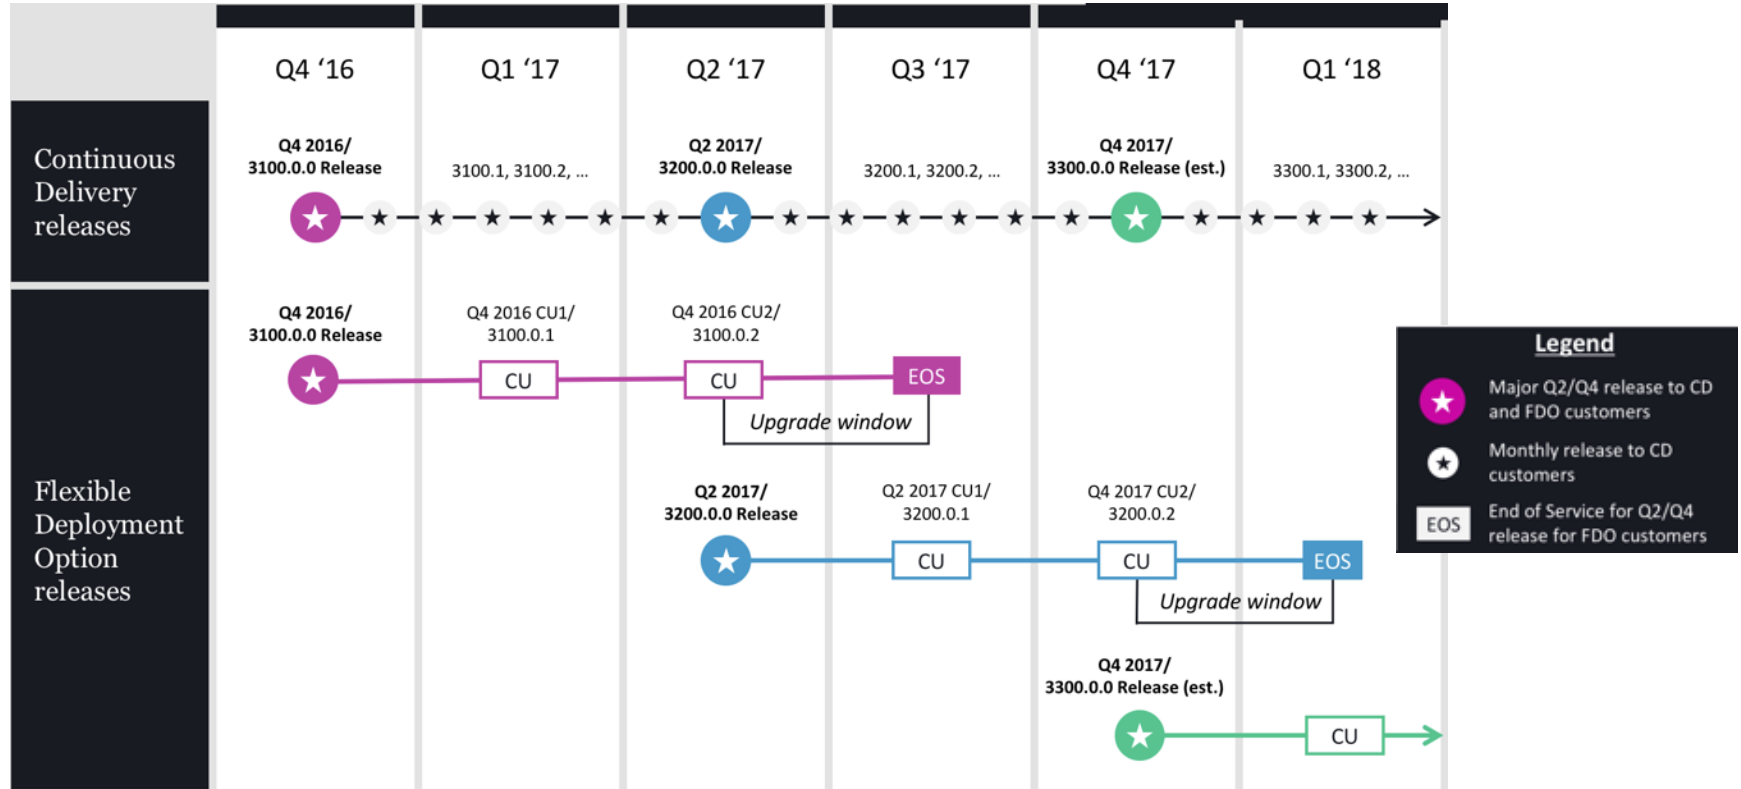 Q4 ‘16
Q1 ‘17
Q2 ‘17
Q3 ‘17
Q4 ‘17
Q1 ‘18
Continuous
Delivery
releases
Q4 2016/
3100.0.0 Release
3100.1, 3100.2, ...
Q2 2017/
3200.0.0 Release
3200.1, 3200.2, ...
Q4 2017/
3300.0.0 Release (est.)
3300.1, 3300.2, ...
Flexible
Deployment
Option
releases
Q4 2016/
3100.0.0 Release
Q4 2016 CU1/
3100.0.1
CU
Q4 2016 CU2/
3100.0.2
CU
EOS
Upgrade window
Q2 2017/
3200.0.0 Release
Q2 2017 CU1/
3200.0.1
CU
Q4 2017 CU2/
3200.0.2
CU
EOS
Upgrade window
Q4 2017/
3300.0.0 Release (est.)
CU
Legend
Major Q2/Q4 release to CD
and FDO customers
Monthly release to CD
customers
EOS
End of Service for Q2/Q4
release for FDO customers